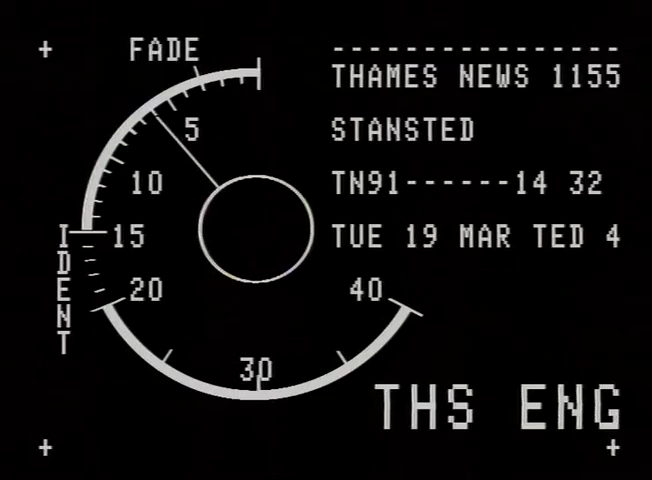 FADE
----------------
THAMES NEWS 1155
5
STANSTED
10
TN91------14 32
IDENT
15
TUE 19 MAR TED 4
20
40
30
THS ENG